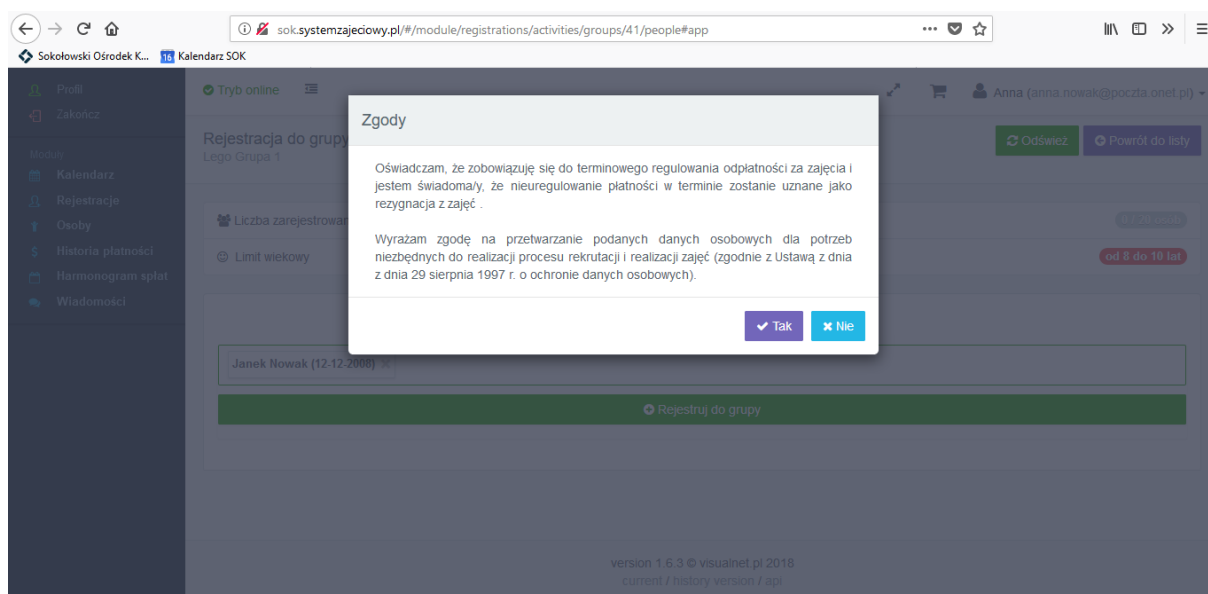 sok.systemzajeciowy.pl/#/module/registrations/activities/groups/41/people#app
Sokołowski Ośrodek K... 16 Kalendarz SOK
Profil
Zakończ
Moduły
Kalendarz
Rejestracje
Osoby
Historia płatności
Harmonogram spłat
Wiadomości
Tryb online
Anna (anna.nowak@poczta.onet.pl)
Rejestracja do grupy
Lego Grupa 1
Odśwież
Powrót do listy
Liczba zarejestrowan
Limit wiekowy
od 8 do 10 lat
Zgody
Oświadczam, że zobowiązuję się do terminowego regulowania odpłatności za zajęcia i
jestem świadoma/y, że nieuregulowanie płatności w terminie zostanie uznane jako
rezygnacja z zajęć .
Wyrażam zgodę na przetwarzanie podanych danych osobowych dla potrzeb
niezbędnych do realizacji procesu rekrutacji i realizacji zajęć (zgodnie z Ustawą z dnia
z dnia 29 sierpnia 1997 r. o ochronie danych osobowych).
Tak
Nie
Janek Nowak (12-12-2008)
Rejestruj do grupy
version 1.6.3 © visualnet.pl 2018
current / history version / api